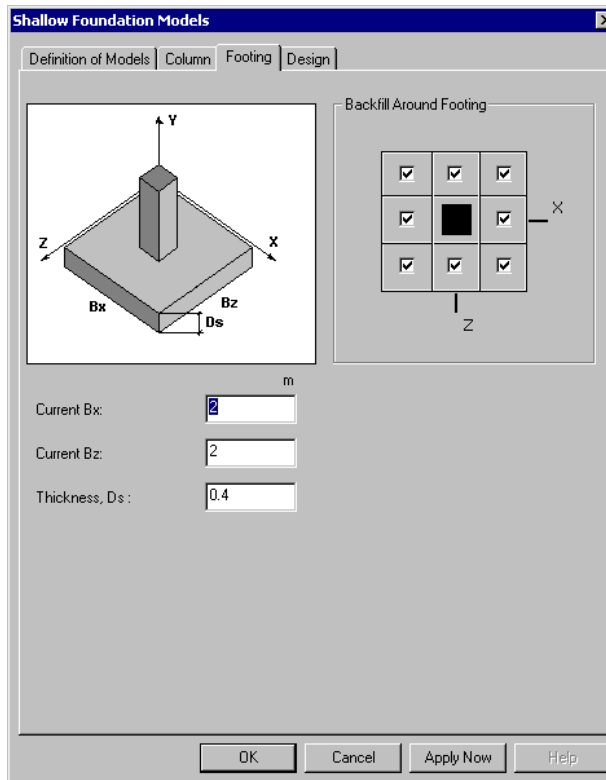 Shallow Foundation Models
Definition of Models Column Footing Design
Y
Z
X
Bx
Bz
Ds
Backfill Around Footing
X
Z
m
Current Bx: 2
Current Bz: 2
Thickness, Ds : 0.4
OK Cancel Apply Now Help